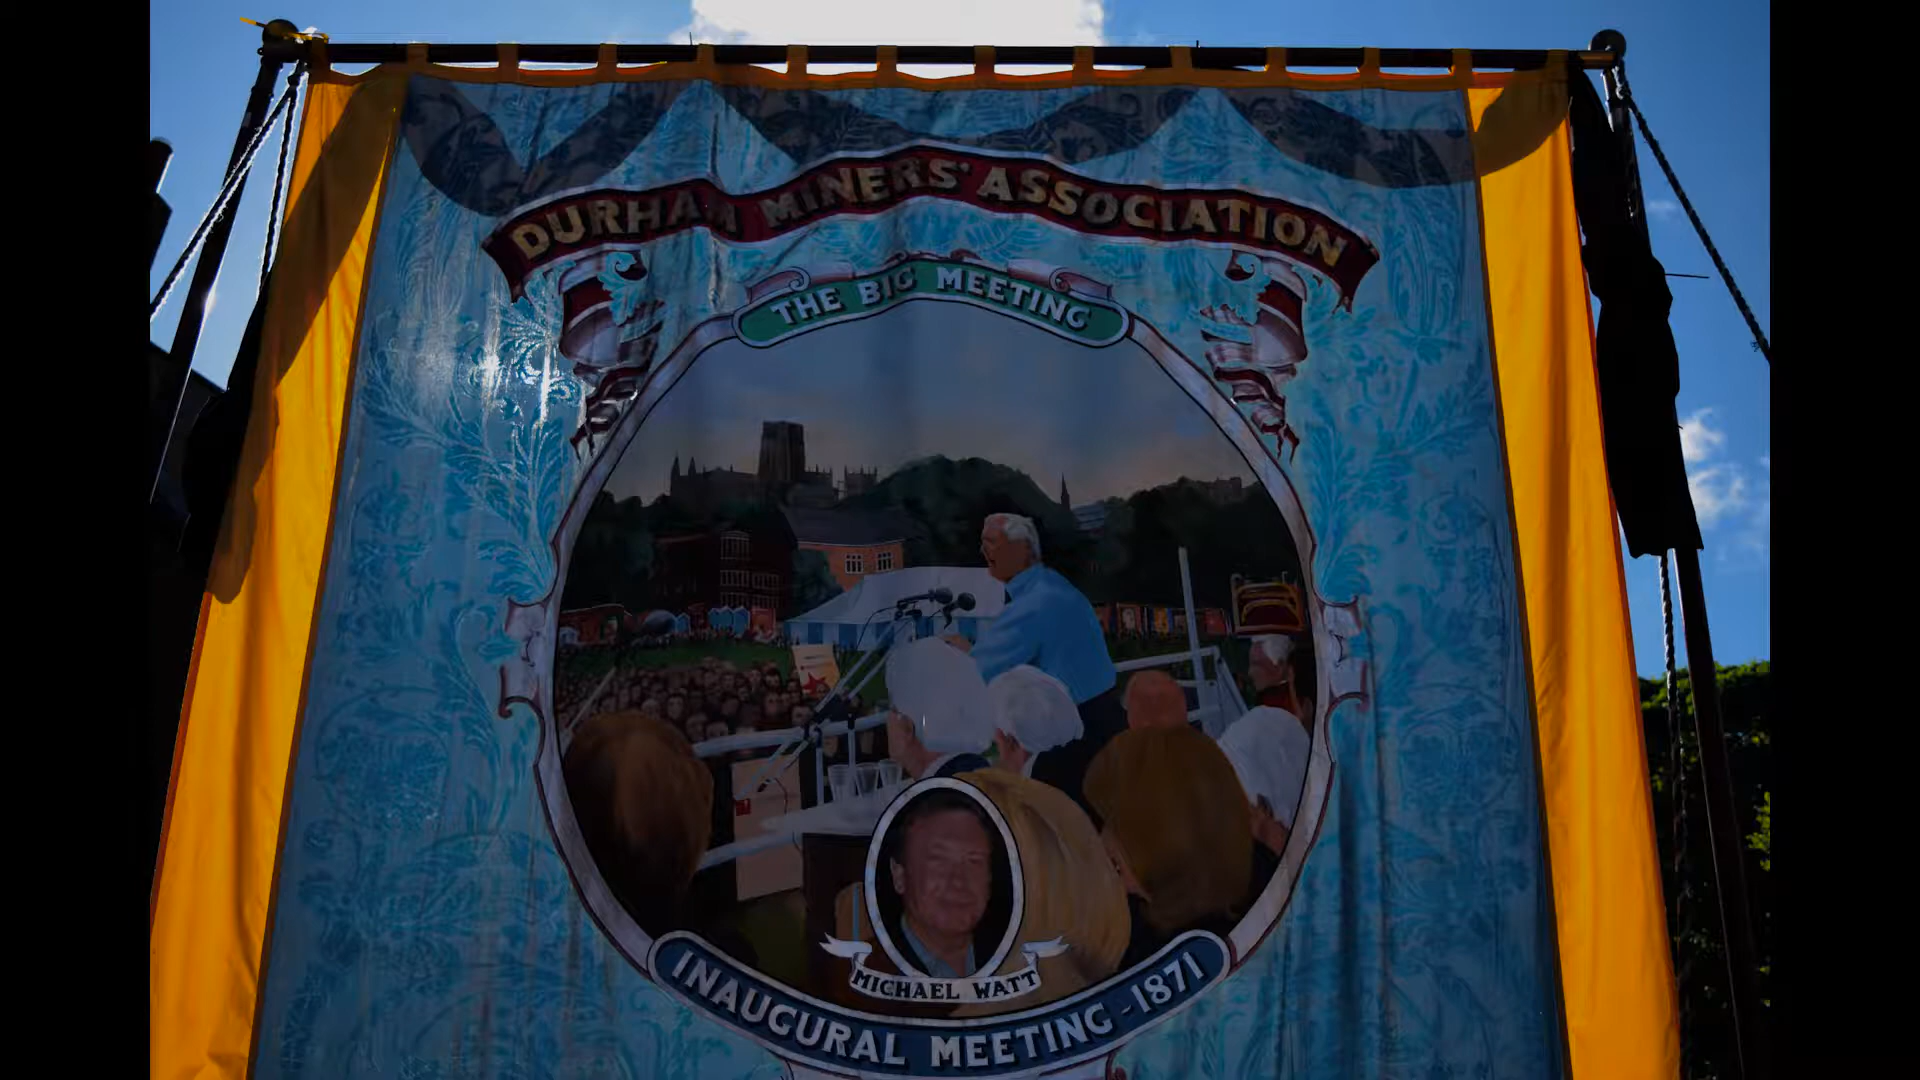 DURHAM MINERS' ASSOCIATION
THE BIG MEETING
MICHAEL WATT
INAUGURAL MEETING - 1871